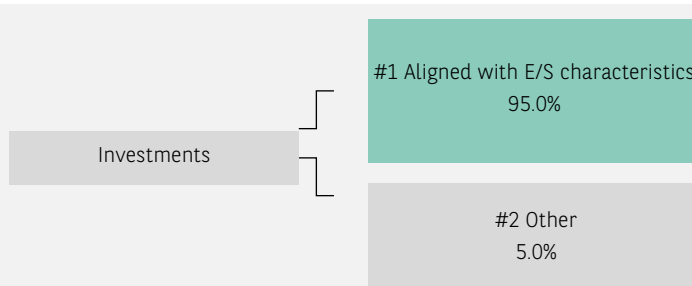 #1 Aligned with E/S characteristics
95.0%
Investments
#2 Other
5.0%